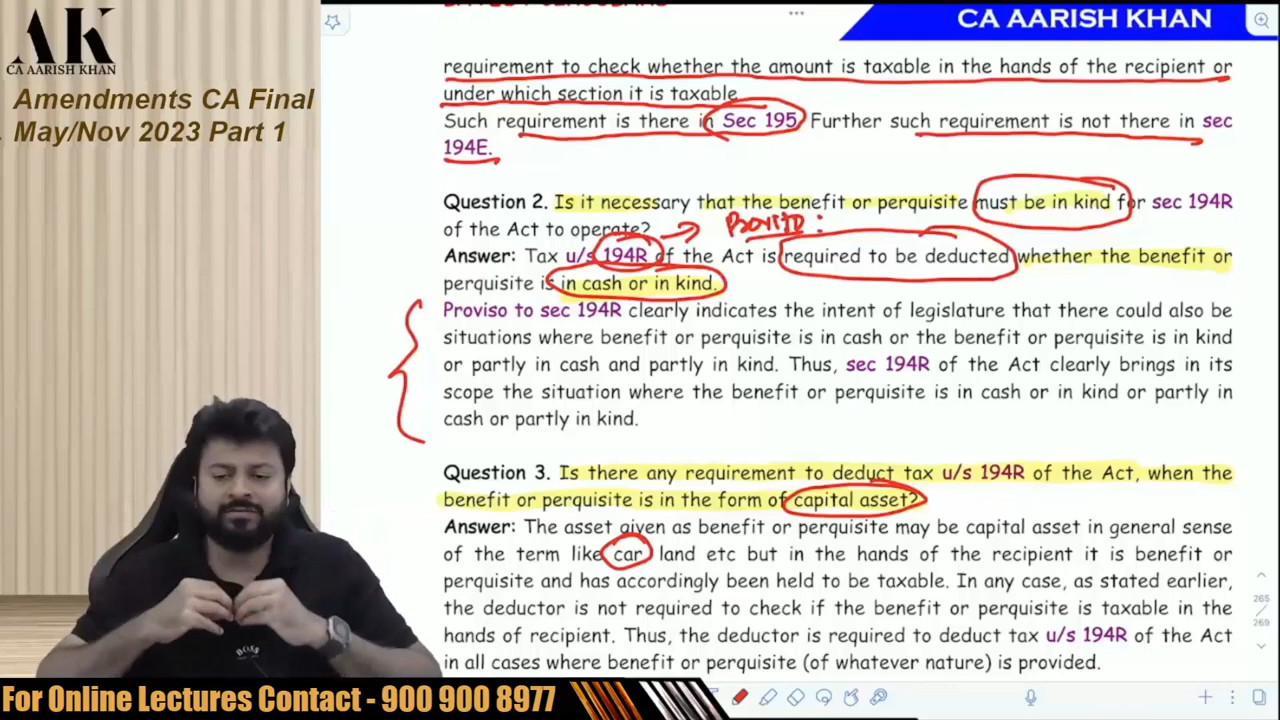 AK
CA AARISH KHAN
Amendments CA Final
May/Nov 2023 Part 1
CA AARISH KHAN
requirement to check whether the amount is taxable in the hands of the recipient or
under which section it is taxable
Such requirement is there in Sec 195 Further such requirement is not there in sec
194E.
Question 2. Is it necessary that the benefit or perquisite must be in kind for sec 194R
of the Act to operate?
Proviso:
Answer: Tax u/s 194R of the Act is required to be deducted whether the benefit or
perquisite is in cash or in kind.
Proviso to sec 194R clearly indicates the intent of legislature that there could also be
situations where benefit or perquisite is in cash or the benefit or perquisite is in kind
or partly in cash and partly in kind. Thus, sec 194R of the Act clearly brings in its
scope the situation where the benefit or perquisite is in cash or in kind or partly in
cash or partly in kind.
Question 3. Is there any requirement to deduct tax u/s 194R of the Act, when the
benefit or perquisite is in the form of capital asset?
Answer: The asset given as benefit or perquisite may be capital asset in general sense
of the term like car land etc but in the hands of the recipient it is benefit or
perquisite and has accordingly been held to be taxable. In any case, as stated earlier,
the deductor is not required to check if the benefit or perquisite is taxable in the
hands of recipient. Thus, the deductor is required to deduct tax u/s 194R of the Act
in all cases where benefit or perquisite (of whatever nature) is provided.
265
269
BOSS
For Online Lectures Contact - 900 900 8977